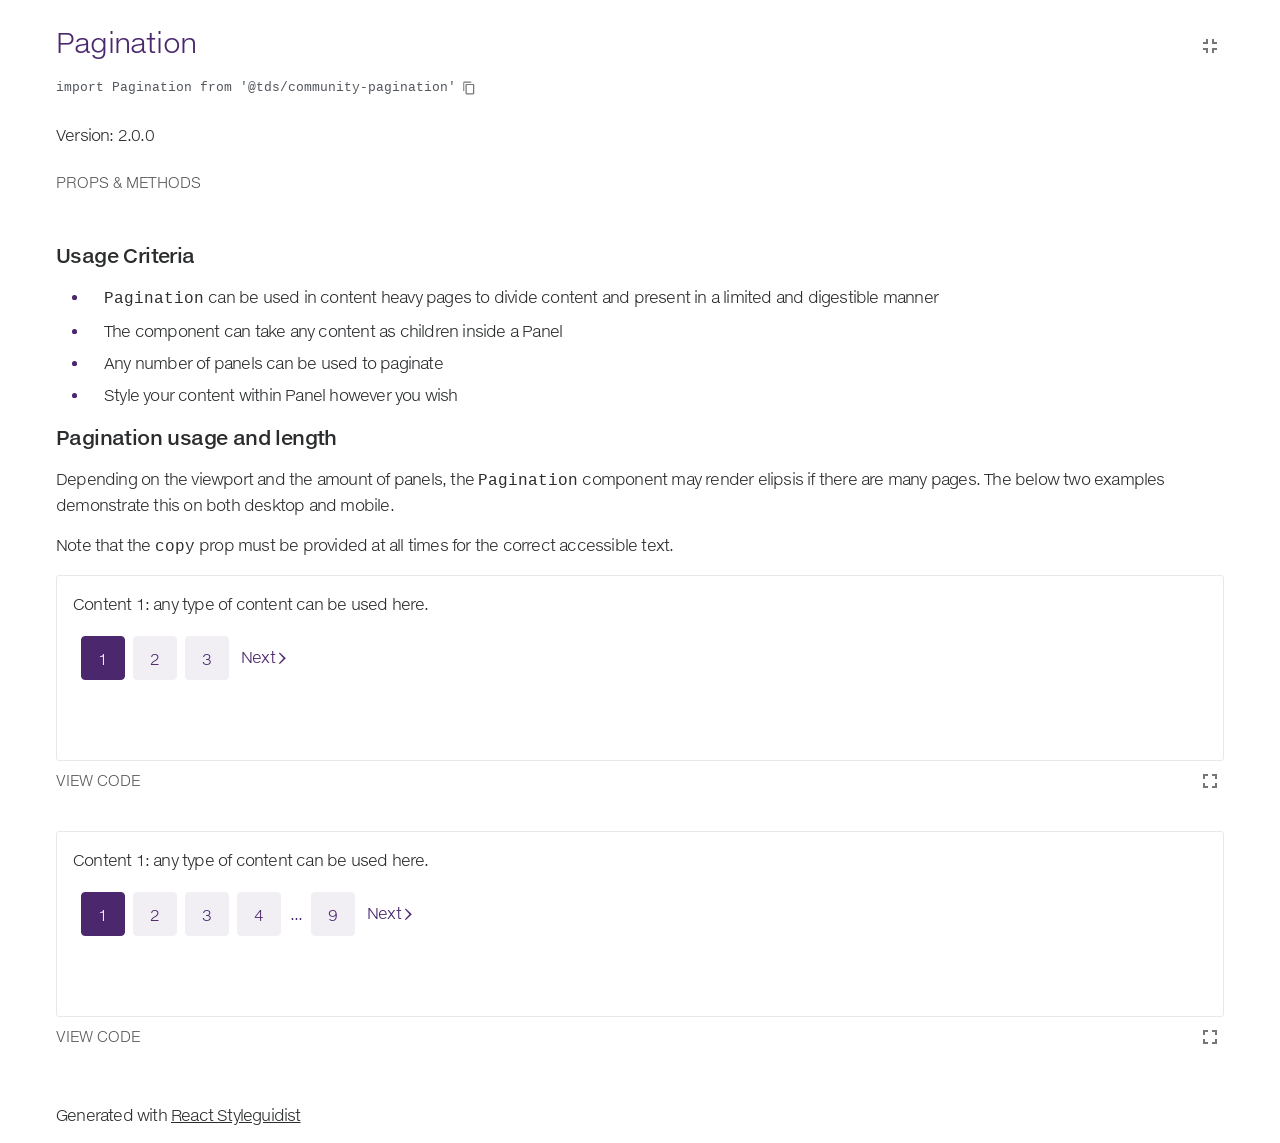 Pagination
import Pagination from '@tds/community-pagination'
Version: 2.0.0
PROPS & METHODS
Usage Criteria
Pagination can be used in content heavy pages to divide content and present in a limited and digestible manner
The component can take any content as children inside a Panel
Any number of panels can be used to paginate
Style your content within Panel however you wish
Pagination usage and length
Depending on the viewport and the amount of panels, the Pagination component may render elipsis if there are many pages. The below two examples
demonstrate this on both desktop and mobile.
Note that the copy prop must be provided at all times for the correct accessible text.
Content 1: any type of content can be used here.
1 2 3 Next
VIEW CODE
Content 1: any type of content can be used here.
1 2 3 4 ... 9 Next
VIEW CODE
Generated with React Styleguidist